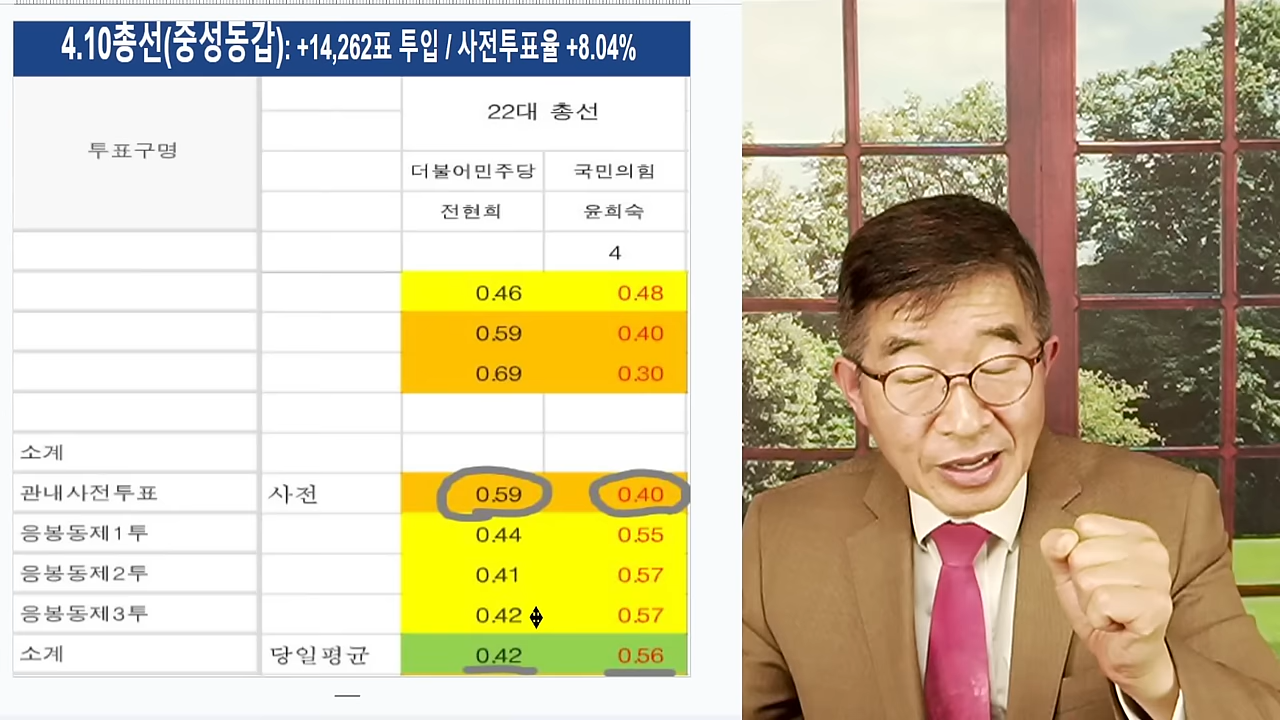 4.10총선(중성동갑): +14,262표 투입 / 사전투표율 +8.04%
투표구명
22대 총선
더불어민주당 국민의힘
전현희 윤희숙
4
0.46 0.48
0.59 0.40
0.69 0.30
소계
관내사전투표 사전 0.59 0.40
응봉동제1투 0.44 0.55
응봉동제2투 0.41 0.57
응봉동제3투 0.42 0.57
소계 당일평균 0.42 0.56